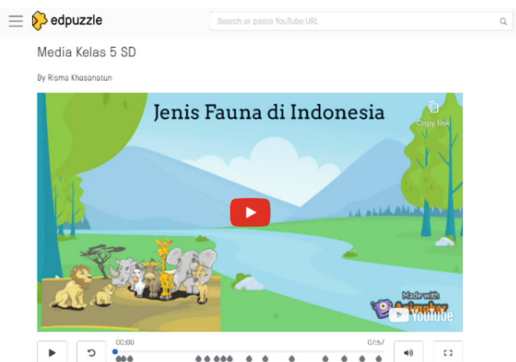 edpuzzle
Search or paste YouTube URL
Media Kelas 5 SD
By Risma Khasanatun
Jenis Fauna di Indonesia
Copy link
Made with
Animaker
YouTube
00:00
07:57